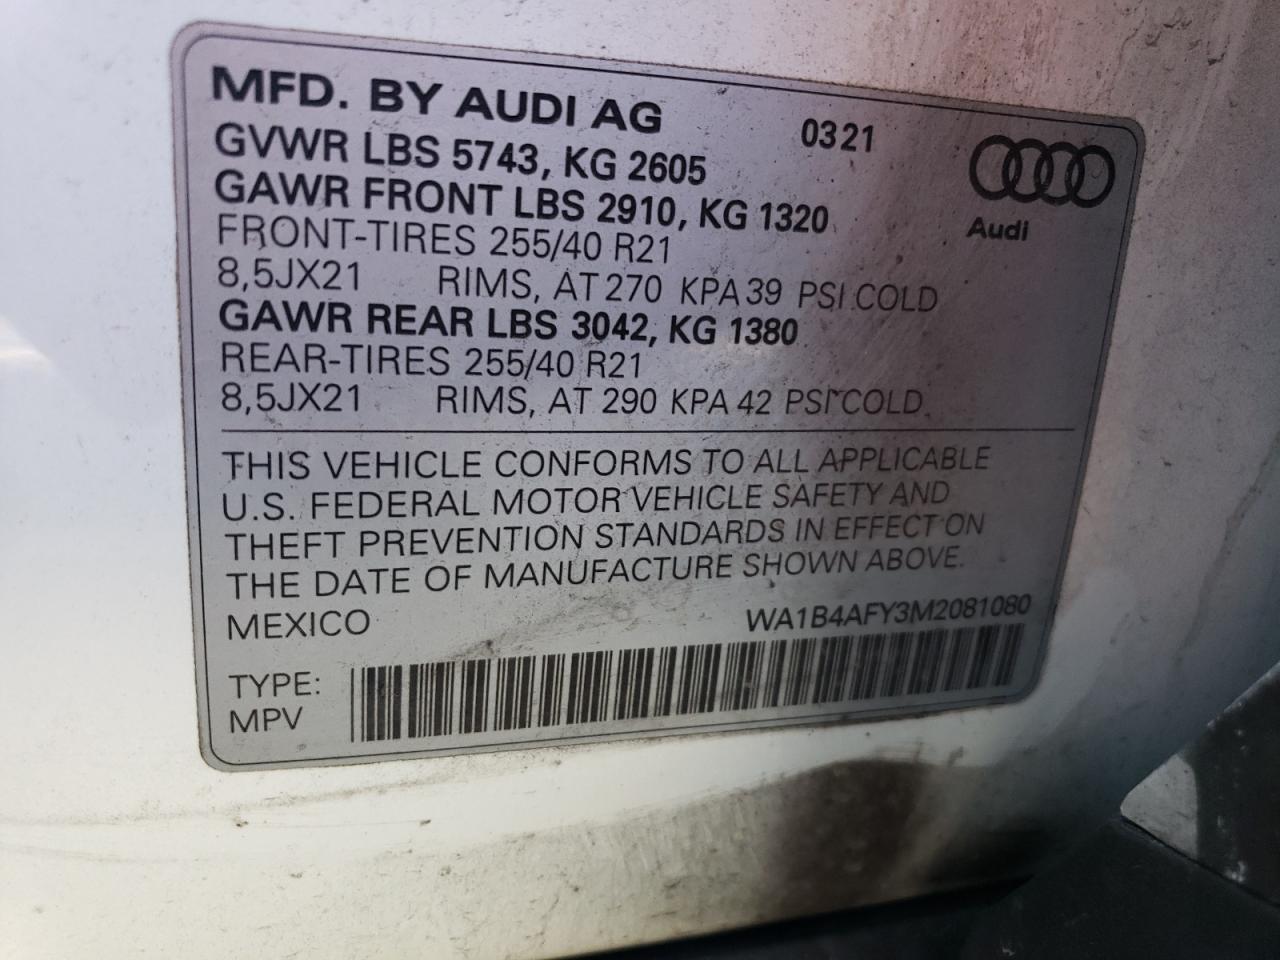 MFD. BY AUDI AG 0321
GVWR LBS 5743, KG 2605
GAWR FRONT LBS 2910, KG 1320
Audi
FRONT-TIRES 255/40 R21
8,5JX21 RIMS, AT 270 KPA 39 PSI COLD
GAWR REAR LBS 3042, KG 1380
REAR-TIRES 255/40 R21
8,5JX21 RIMS, AT 290 KPA 42 PSI COLD
THIS VEHICLE CONFORMS TO ALL APPLICABLE
U.S. FEDERAL MOTOR VEHICLE SAFETY AND
THEFT PREVENTION STANDARDS IN EFFECT ON
THE DATE OF MANUFACTURE SHOWN ABOVE.
MEXICO WA1B4AFY3M2081080
TYPE:
MPV